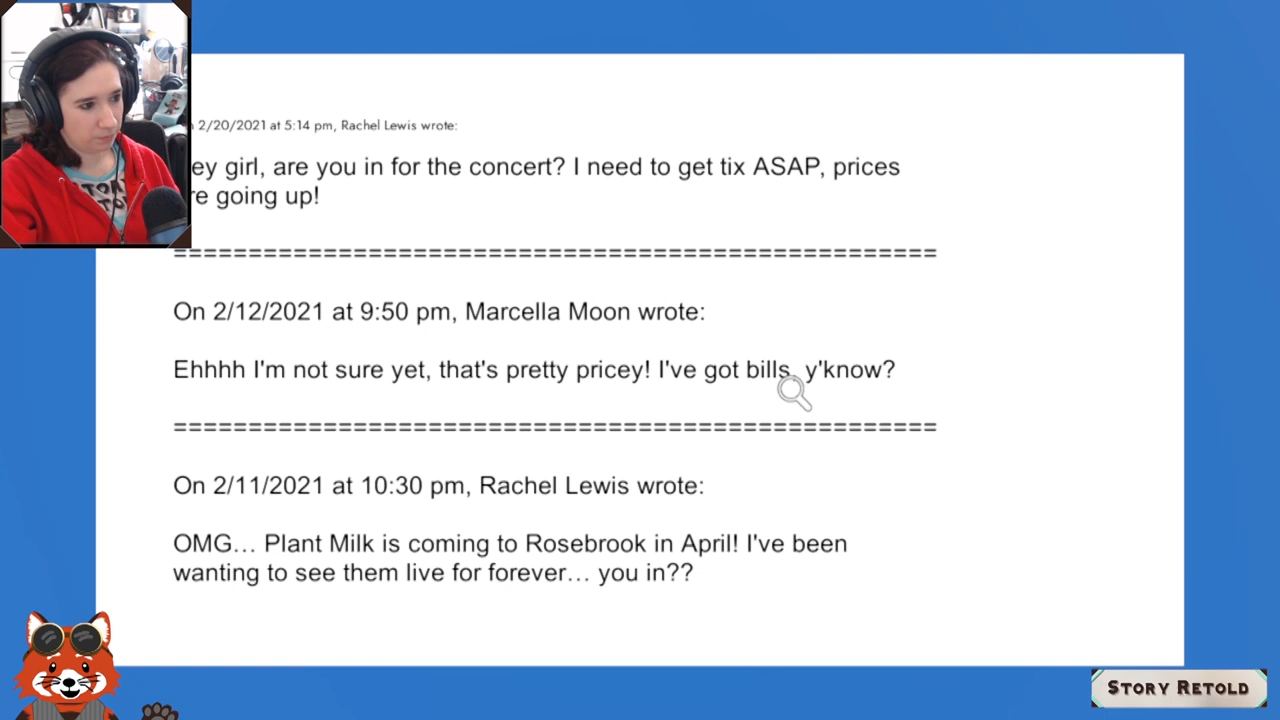 2/20/2021 at 5:14 pm, Rachel Lewis wrote:
ey girl, are you in for the concert? I need to get tix ASAP, prices
re going up!
===================================================
On 2/12/2021 at 9:50 pm, Marcella Moon wrote:
Ehhhh I'm not sure yet, that's pretty pricey! I've got bills, y'know?
===================================================
On 2/11/2021 at 10:30 pm, Rachel Lewis wrote:
OMG… Plant Milk is coming to Rosebrook in April! I've been
wanting to see them live for forever… you in??
STORY RETOLD